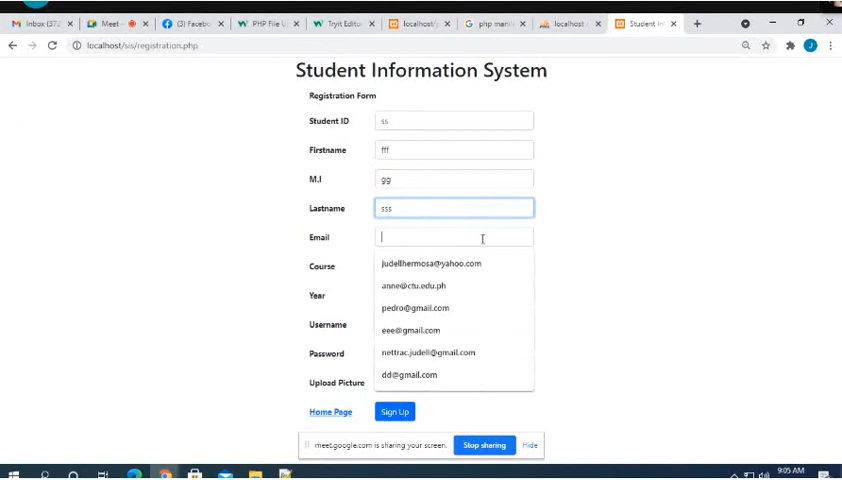 Inbox (372
Meet -
(3) Facebo
PHP File U
Tryit Editor
localhost/p
php mani
localhost
Student In
localhost/sis/registration.php
J
Student Information System
Registration Form
Student ID
ss
Firstname
fff
M.I
gg
Lastname
sss
Email
judellhermosa@yahoo.com
Course
anne@ctu.edu.ph
Year
pedro@gmail.com
Username
eee@gmail.com
Password
nettrac.judell@gmail.com
Upload Picture
dd@gmail.com
Home Page
Sign Up
meet.google.com is sharing your screen.
Stop sharing
Hide
9:05 AM